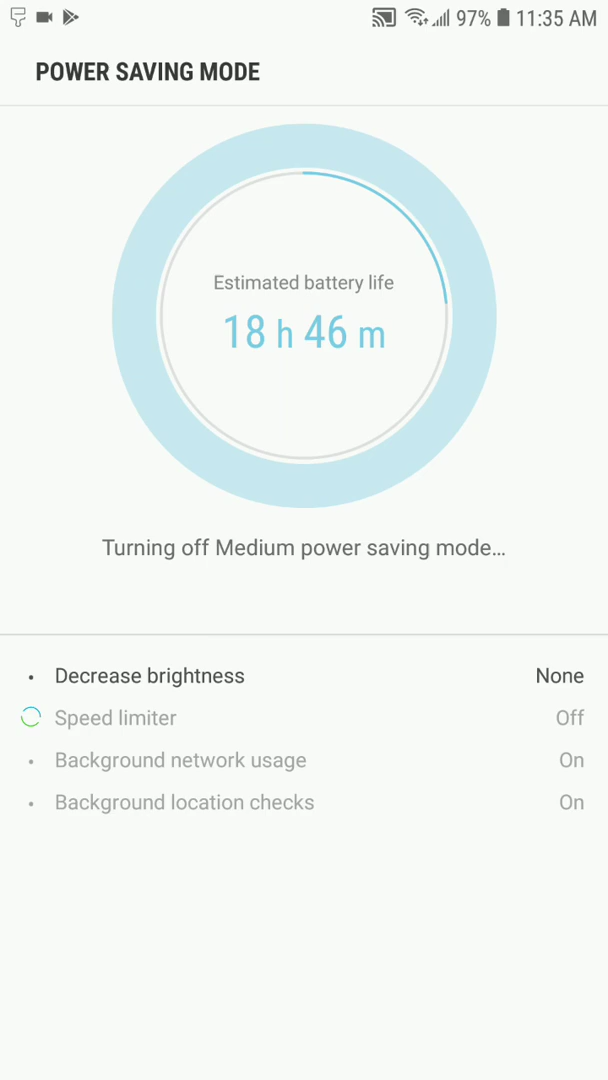 97% 11:35 AM
POWER SAVING MODE
Estimated battery life
18 h 46 m
Turning off Medium power saving mode...
• Decrease brightness None
Speed limiter Off
• Background network usage On
• Background location checks On